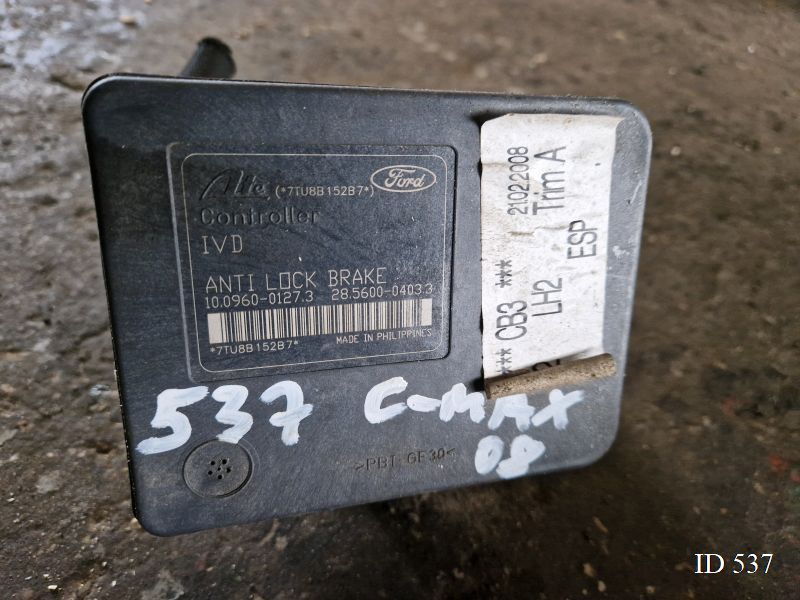 Ate (*7TU8B152B7*) Ford
Controller
IVD
ANTI LOCK BRAKE
10.0960-0127.3 28.5600-0403.3
*7TU8B152B7* MADE IN PHILIPPINES
*** CB3 *** 21022008
LH2 Trim A
ESP
537 C-MAX
08
>PBT GF30<
ID 537